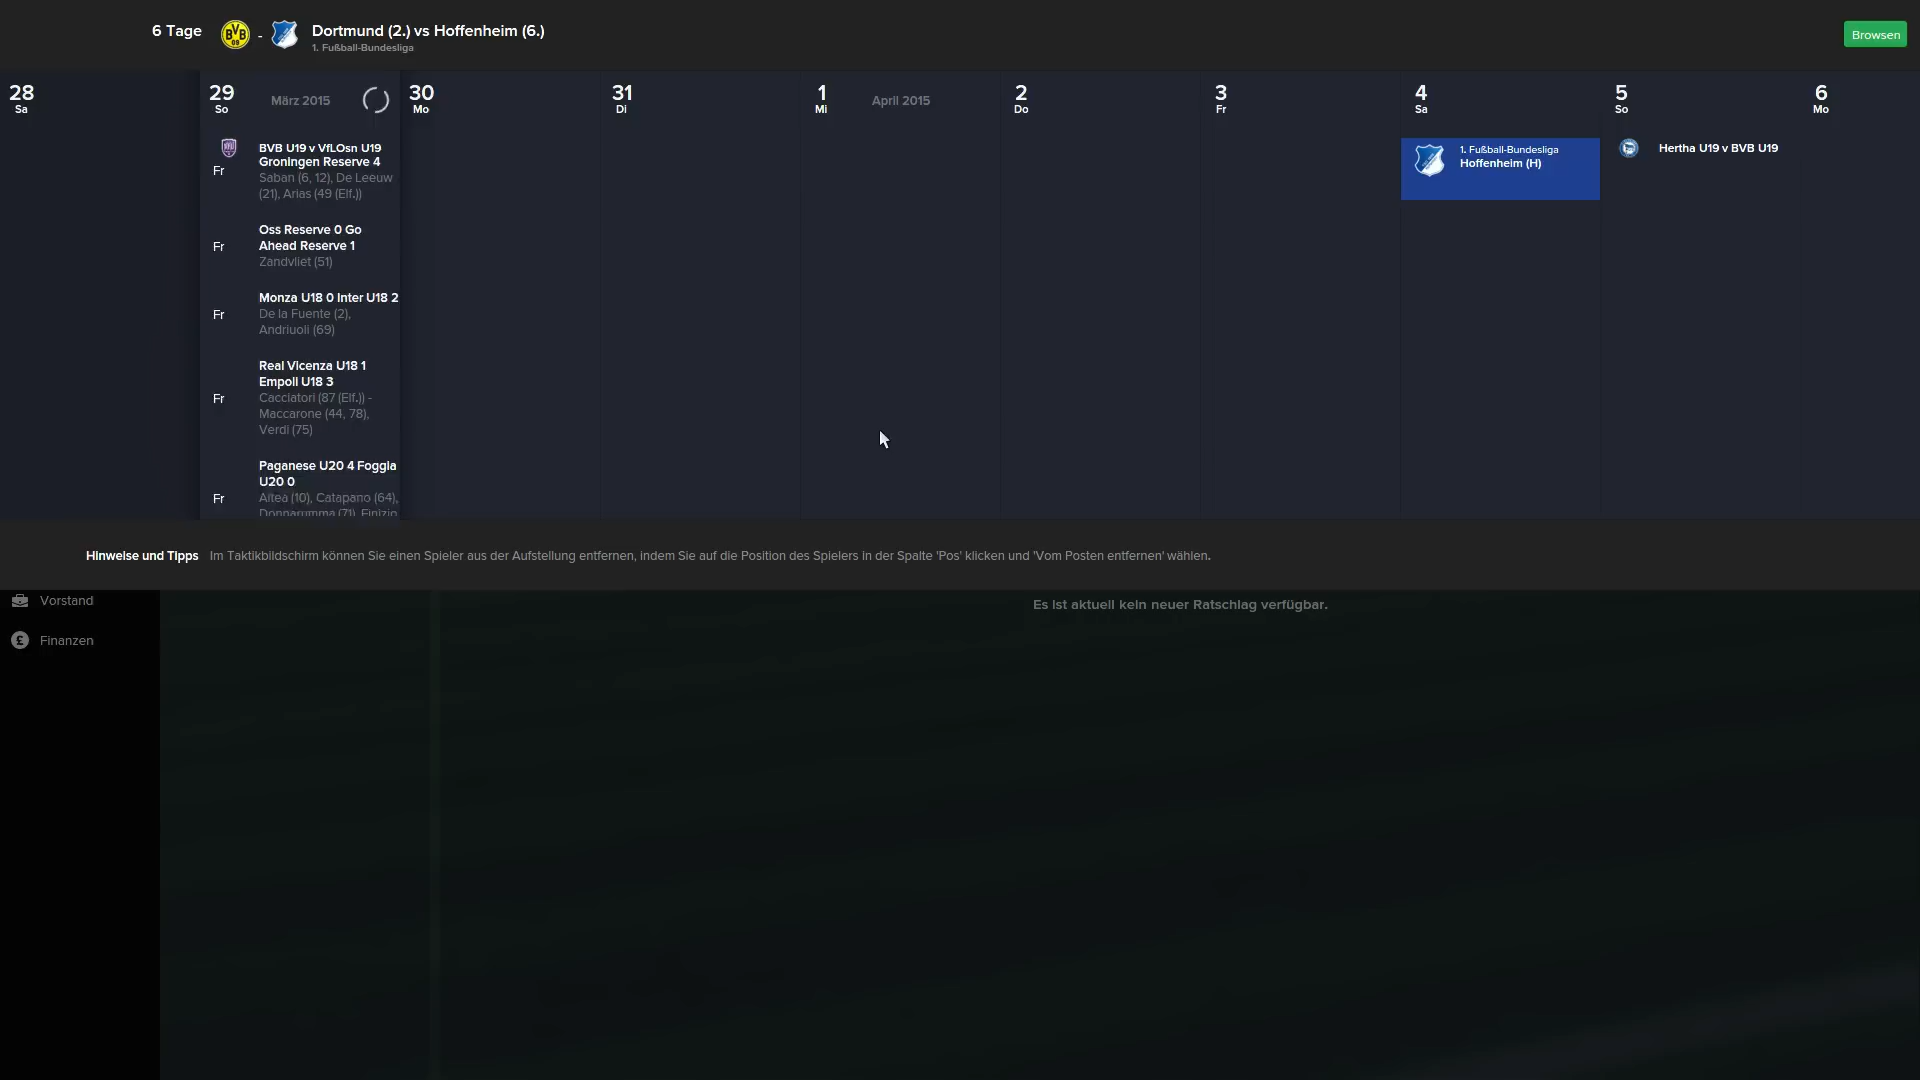 6 Tage
BVB
09
-
Dortmund (2.) vs Hoffenheim (6.)
1. Fußball-Bundesliga
Browsen
28
Sa
29
So
März 2015
30
Mo
31
Di
1
Mi
April 2015
2
Do
3
Fr
4
Sa
5
So
6
Mo
BVB U19 v VfLOsn U19
Fr
Groningen Reserve 4
Saban (6, 12), De Leeuw
(21), Arias (49 (Elf.))
Fr
Oss Reserve 0 Go
Ahead Reserve 1
Zandvliet (51)
Fr
Monza U18 0 Inter U18 2
De la Fuente (2),
Andriuoli (69)
Fr
Real Vicenza U18 1
Empoli U18 3
Cacciatori (87 (Elf.)) -
Maccarone (44, 78),
Verdi (75)
Fr
Paganese U20 4 Foggia
U20 0
Aitea (10), Catapano (64),
Donnarumma (71), Finizio
1. Fußball-Bundesliga
Hoffenheim (H)
Hertha U19 v BVB U19
Hinweise und Tipps Im Taktikbildschirm können Sie einen Spieler aus der Aufstellung entfernen, indem Sie auf die Position des Spielers in der Spalte 'Pos' klicken und 'Vom Posten entfernen' wählen.
Vorstand
Es ist aktuell kein neuer Ratschlag verfügbar.
£
Finanzen